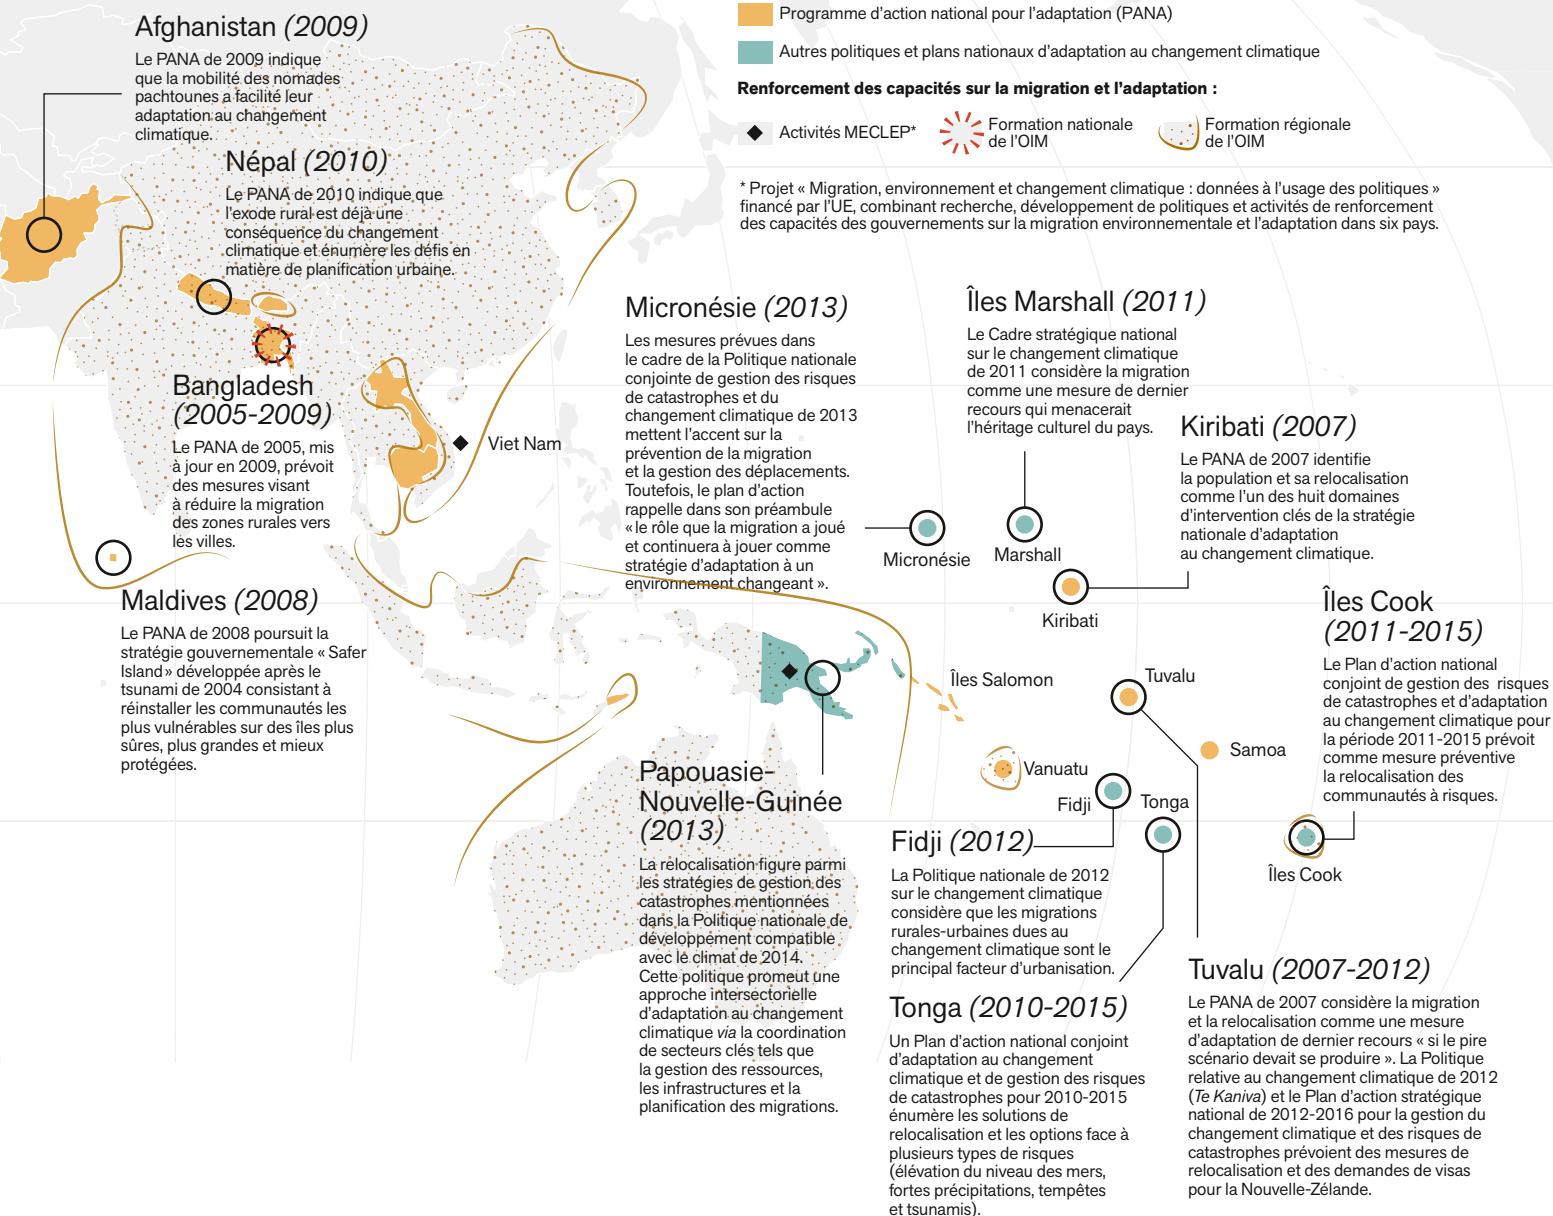 Programme d'action national pour l'adaptation (PANA)
Autres politiques et plans nationaux d'adaptation au changement climatique
Renforcement des capacités sur la migration et l'adaptation :
Activités MECLEP*
Formation nationale
de l'OIM
Formation régionale
de l'OIM
* Projet « Migration, environnement et changement climatique : données à l'usage des politiques »
financé par l'UE, combinant recherche, développement de politiques et activités de renforcement
des capacités des gouvernements sur la migration environnementale et l'adaptation dans six pays.
Afghanistan (2009)
Le PANA de 2009 indique
que la mobilité des nomades
pachtounes a facilité leur
adaptation au changement
climatique.
Népal (2010)
Le PANA de 2010 indique que
l'exode rural est déjà une
conséquence du changement
climatique et énumère les défis en
matière de planification urbaine.
Bangladesh
(2005-2009)
Le PANA de 2005, mis
à jour en 2009, prévoit
des mesures visant
à réduire la migration
des zones rurales vers
les villes.
Viet Nam
Maldives (2008)
Le PANA de 2008 poursuit la
stratégie gouvernementale « Safer
Island » développée après le
tsunami de 2004 consistant à
réinstaller les communautés les
plus vulnérables sur des îles plus
sûres, plus grandes et mieux
protégées.
Micronésie (2013)
Les mesures prévues dans
le cadre de la Politique nationale
conjointe de gestion des risques
de catastrophes et du
changement climatique de 2013
mettent l'accent sur la
prévention de la migration
et la gestion des déplacements.
Toutefois, le plan d'action
rappelle dans son préambule
« le rôle que la migration a joué
et continuera à jouer comme
stratégie d'adaptation à un
environnement changeant ».
Micronésie
Îles Marshall (2011)
Le Cadre stratégique national
sur le changement climatique
de 2011 considère la migration
comme une mesure de dernier
recours qui menacerait
l'héritage culturel du pays.
Marshall
Kiribati (2007)
Le PANA de 2007 identifie
la population et sa relocalisation
comme l'un des huit domaines
d'intervention clés de la stratégie
nationale d'adaptation
au changement climatique.
Kiribati
Îles Cook
(2011-2015)
Le Plan d'action national
conjoint de gestion des risques
de catastrophes et d'adaptation
au changement climatique pour
la période 2011-2015 prévoit
comme mesure préventive
la relocalisation des
communautés à risques.
Îles Cook
Îles Salomon
Tuvalu
Samoa
Vanuatu
Fidji
Tonga
Papouasie-
Nouvelle-Guinée
(2013)
La relocalisation figure parmi
les stratégies de gestion des
catastrophes mentionnées
dans la Politique nationale de
développement compatible
avec le climat de 2014.
Cette politique promeut une
approche intersectorielle
d'adaptation au changement
climatique via la coordination
de secteurs clés tels que
la gestion des ressources,
les infrastructures et la
planification des migrations.
Fidji (2012)
La Politique nationale de 2012
sur le changement climatique
considère que les migrations
rurales-urbaines dues au
changement climatique sont le
principal facteur d'urbanisation.
Tonga (2010-2015)
Un Plan d'action national conjoint
d'adaptation au changement
climatique et de gestion des risques
de catastrophes pour 2010-2015
énumère les solutions de
relocalisation et les options face à
plusieurs types de risques
(élévation du niveau des mers,
fortes précipitations, tempêtes
et tsunamis).
Tuvalu (2007-2012)
Le PANA de 2007 considère la migration
et la relocalisation comme une mesure
d'adaptation de dernier recours « si le pire
scénario devait se produire ». La Politique
relative au changement climatique de 2012
(Te Kaniva) et le Plan d'action stratégique
national de 2012-2016 pour la gestion du
changement climatique et des risques de
catastrophes prévoient des mesures de
relocalisation et des demandes de visas
pour la Nouvelle-Zélande.